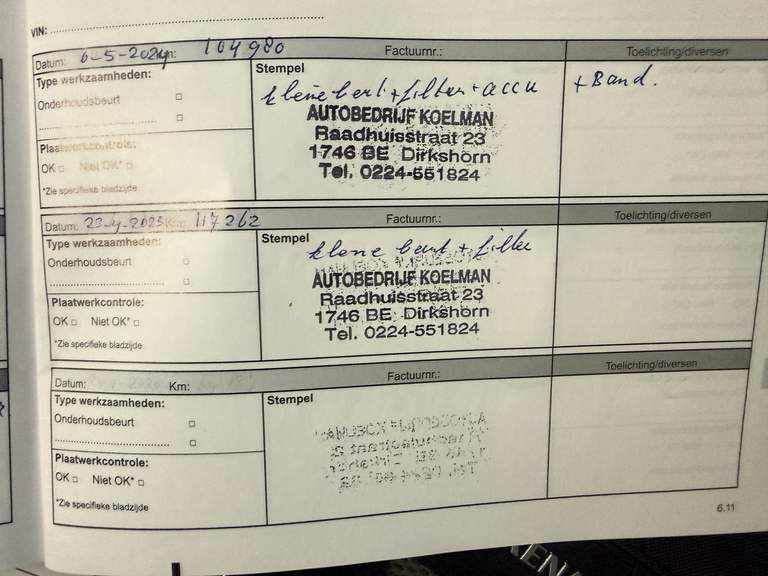 VIN:
Datum: 6-5-2024 Km: 104980 Factuurnr.: Toelichting/diversen
Type werkzaamheden:
Stempel
kleine beurt + filter + accu + Band.
Onderhoudsbeurt
AUTOBEDRIJF KOELMAN
Raadhuisstraat 23
1746 BE Dirkshorn
Tel. 0224-551824
Plaatwerkcontrole:
OK Niet OK*
*Zie specifieke bladzijde
Datum: 23-4-2025 Km: 117262 Factuurnr.: Toelichting/diversen
Type werkzaamheden:
Stempel
kleine beurt + filter
Onderhoudsbeurt
AUTOBEDRIJF KOELMAN
Raadhuisstraat 23
1746 BE Dirkshorn
Tel. 0224-551824
Plaatwerkcontrole:
OK Niet OK*
*Zie specifieke bladzijde
Datum: Km: Factuurnr.: Toelichting/diversen
Type werkzaamheden:
Stempel
Onderhoudsbeurt
Plaatwerkcontrole:
OK Niet OK*
*Zie specifieke bladzijde
6.11